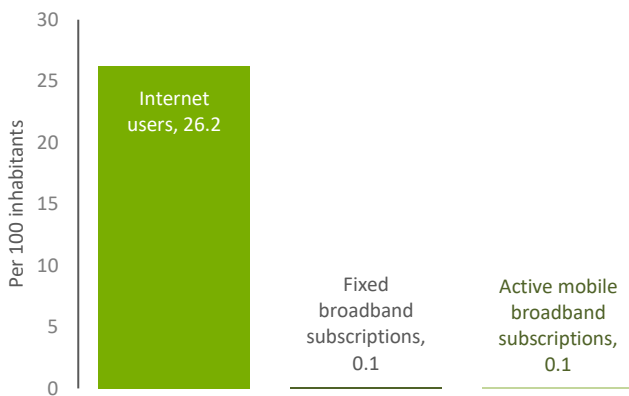 30
25
20
15
10
5
0
Per 100 inhabitants
Internet
users, 26.2
Fixed
broadband
subscriptions,
0.1
Active mobile
broadband
subscriptions,
0.1